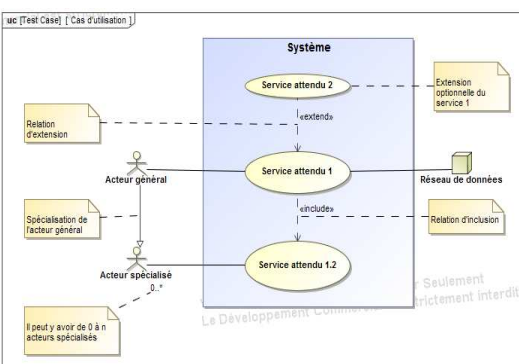 uc [Test Case] [ Cas d'utilisation ]
Système
Service attendu 2
Extension
optionnelle du
service 1
«extend»
Relation
d'extension
Acteur général
Service attendu 1
Réseau de données
Spécialisation de
l'acteur général
«include»
Relation d'inclusion
Acteur spécialisé
0..*
Service attendu 1.2
Il peut y avoir de 0 à n
acteurs spécialisés
Seulement
Le Développement
strictement interdit